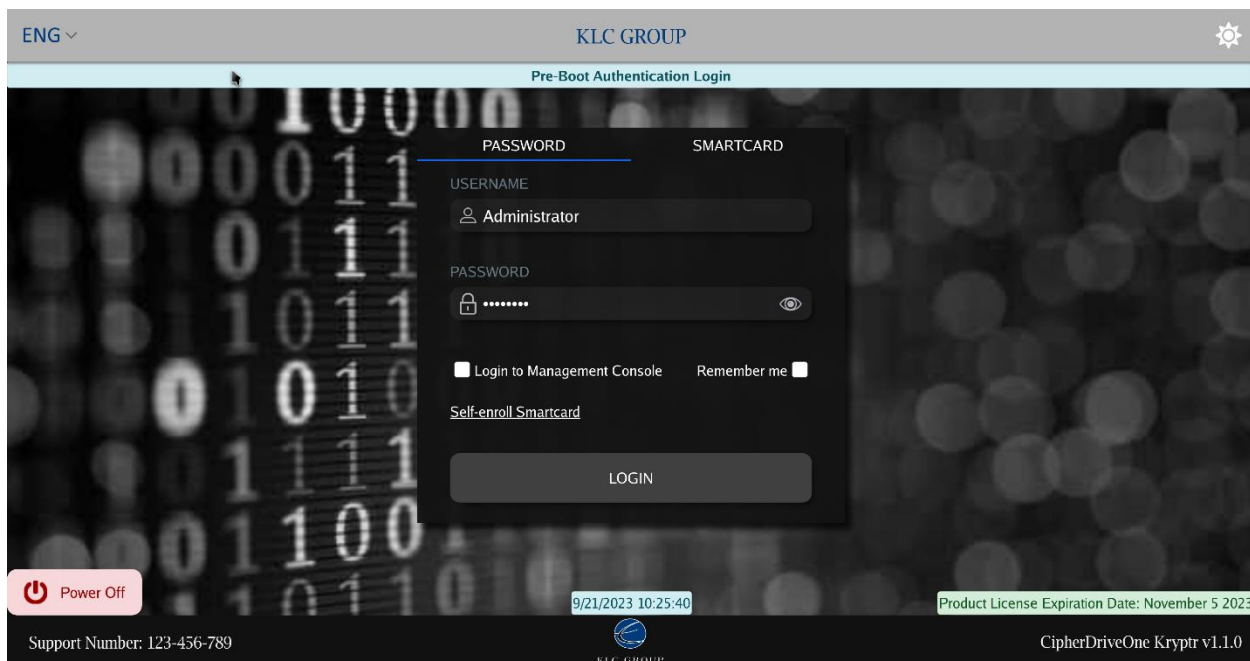 ENG
KLC GROUP
Pre-Boot Authentication Login
PASSWORD SMARTCARD
USERNAME
Administrator
PASSWORD
••••••••
Login to Management Console Remember me
Self-enroll Smartcard
LOGIN
Power Off
9/21/2023 10:25:40
Product License Expiration Date: November 5 2023
Support Number: 123-456-789
KLC GROUP
CipherDriveOne Kryptr v1.1.0